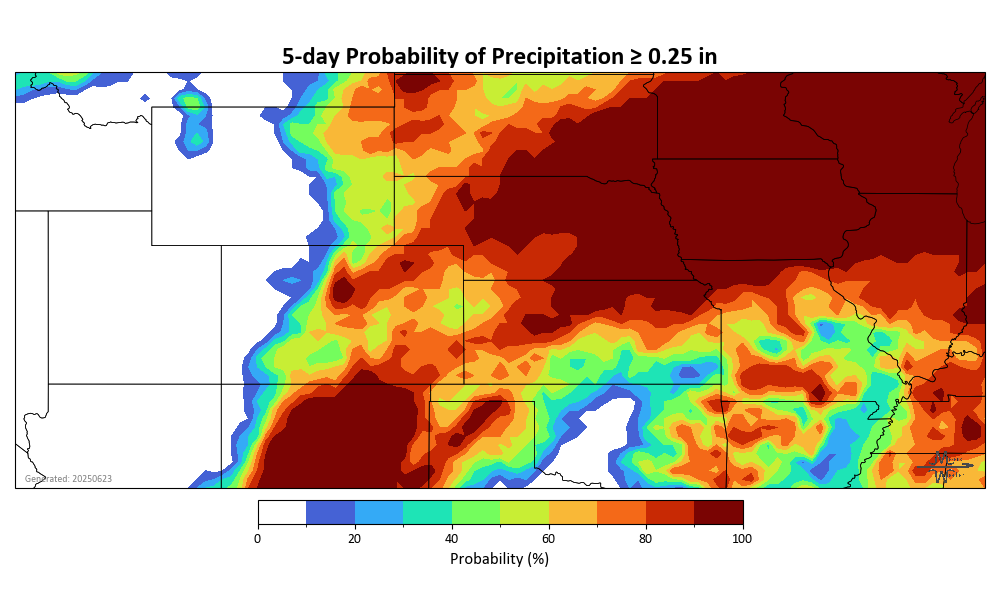 5-day Probability of Precipitation ≥ 0.25 in
Generated: 20250623
0 20 40 60 80 100
Probability (%)